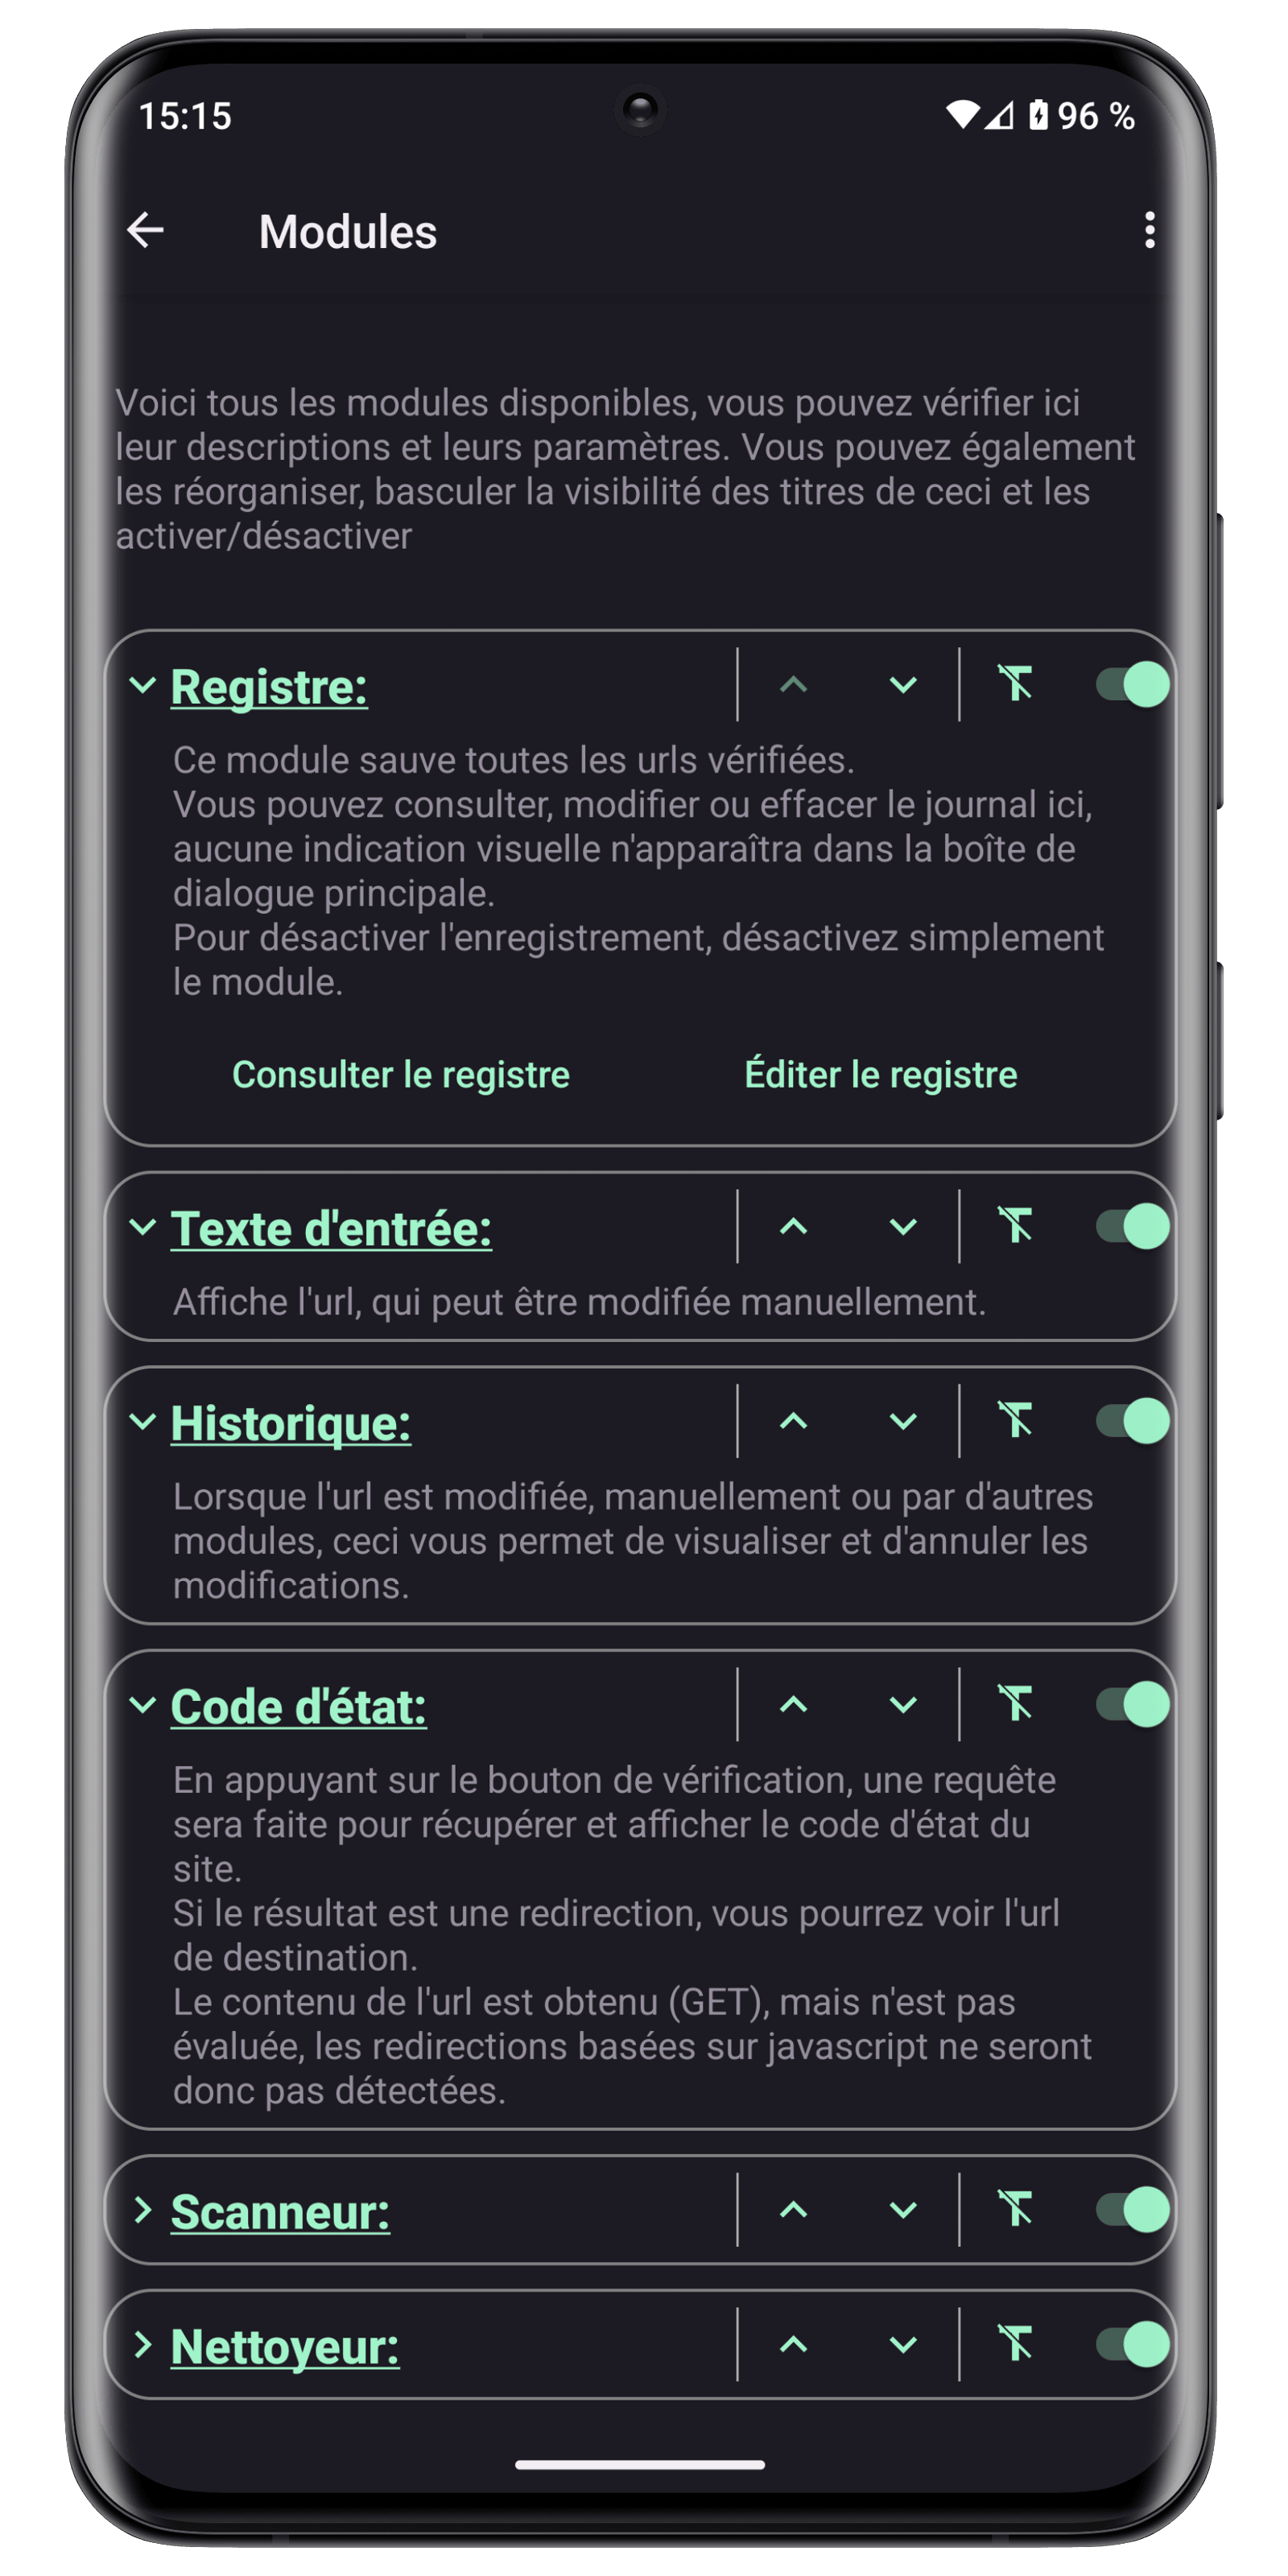 15:15
96 %
Modules
Voici tous les modules disponibles, vous pouvez vérifier ici
leur descriptions et leurs paramètres. Vous pouvez également
les réorganiser, basculer la visibilité des titres de ceci et les
activer/désactiver
Registre:
Ce module sauve toutes les urls vérifiées.
Vous pouvez consulter, modifier ou effacer le journal ici,
aucune indication visuelle n'apparaîtra dans la boîte de
dialogue principale.
Pour désactiver l'enregistrement, désactivez simplement
le module.
Consulter le registre
Éditer le registre
Texte d'entrée:
Affiche l'url, qui peut être modifiée manuellement.
Historique:
Lorsque l'url est modifiée, manuellement ou par d'autres
modules, ceci vous permet de visualiser et d'annuler les
modifications.
Code d'état:
En appuyant sur le bouton de vérification, une requête
sera faite pour récupérer et afficher le code d'état du
site.
Si le résultat est une redirection, vous pourrez voir l'url
de destination.
Le contenu de l'url est obtenu (GET), mais n'est pas
évaluée, les redirections basées sur javascript ne seront
donc pas détectées.
Scanneur:
Nettoyeur: